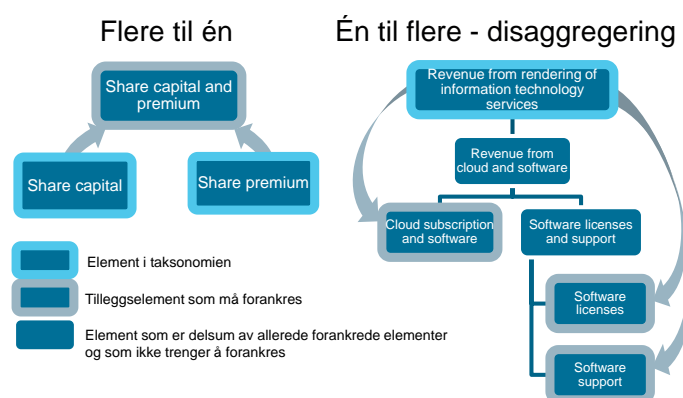 Flere til én
Én til flere - disaggregering
Share capital and
premium
Share capital
Share premium
Revenue from rendering of
information technology
services
Revenue from
cloud and software
Cloud subscription
and software
Software licenses
and support
Software
licenses
Software
support
Element i taksonomien
Tilleggselement som må forankres
Element som er delsum av allerede forankrede elementer
og som ikke trenger å forankres